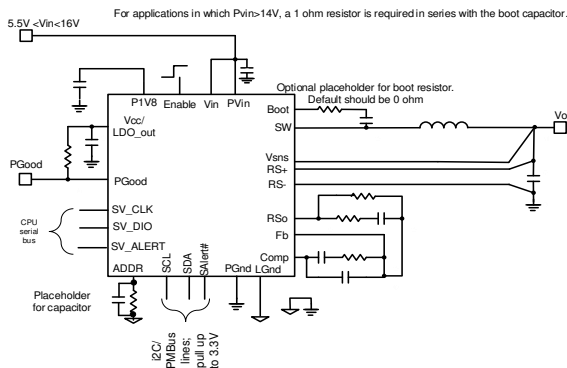 For applications in which Pvin>14V, a 1 ohm resistor is required in series with the boot capacitor.
5.5V <Vin<16V
Optional placeholder for boot resistor.
Default should be 0 ohm
P1V8
Enable
Vin
PVin
Boot
Vcc/
LDO_out
SW
Vo
Vsns
RS+
RS-
PGood
PGood
SV_CLK
SV_DIO
SV_ALERT
CPU
serial
bus
RSo
Fb
Comp
ADDR
SCL
SDA
SAlert#
PGnd
LGnd
Placeholder
for capacitor
i2C/
PMBus
lines;
pull up
to 3.3V